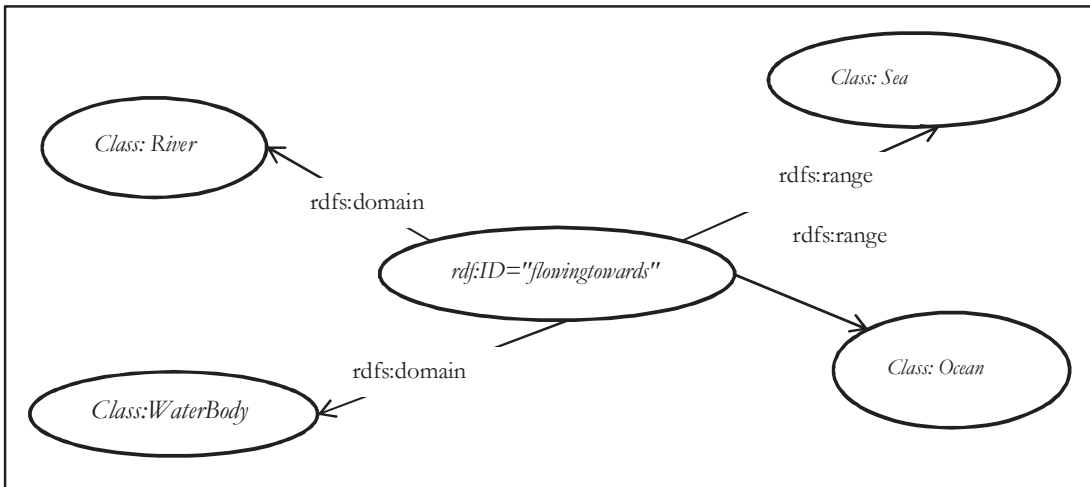 Class: Sea
Class: River
rdfs:range
rdfs:domain
rdfs:range
rdf:ID="flowingtowards"
rdfs:domain
Class: Ocean
Class:WaterBody